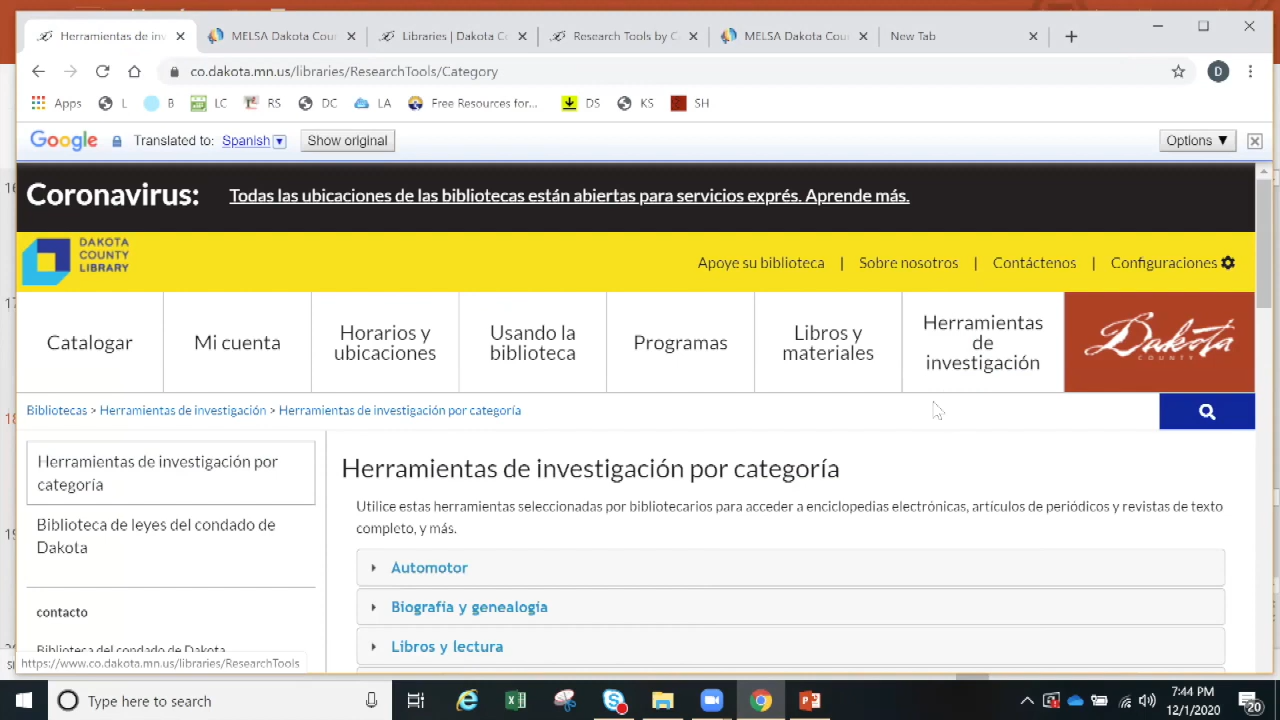 Herramientas de inv
MELSA Dakota Cou
Libraries | Dakota C
Research Tools by C
MELSA Dakota Cou
New Tab
co.dakota.mn.us/libraries/ResearchTools/Category
D
Apps
L
B
LC
RS
DC
LA
Free Resources for...
DS
KS
SH
Google
Translated to: Spanish
Show original
Options ▼
Coronavirus:
Todas las ubicaciones de las bibliotecas están abiertas para servicios exprés. Aprende más.
DAKOTA
COUNTY
LIBRARY
Apoye su biblioteca | Sobre nosotros | Contáctenos | Configuraciones
Catalogar
Mi cuenta
Horarios y
ubicaciones
Usando la
biblioteca
Programas
Libros y
materiales
Herramientas
de
investigación
Dakota
COUNTY
Bibliotecas > Herramientas de investigación > Herramientas de investigación por categoría
Herramientas de investigación por
categoría
Biblioteca de leyes del condado de
Dakota
contacto
Biblioteca del condado de Dakota
https://www.co.dakota.mn.us/libraries/ResearchTools
Herramientas de investigación por categoría
Utilice estas herramientas seleccionadas por bibliotecarios para acceder a enciclopedias electrónicas, artículos de periódicos y revistas de texto
completo, y más.
Automotor
Biografía y genealogía
Libros y lectura
Type here to search
7:44 PM
12/1/2020
20